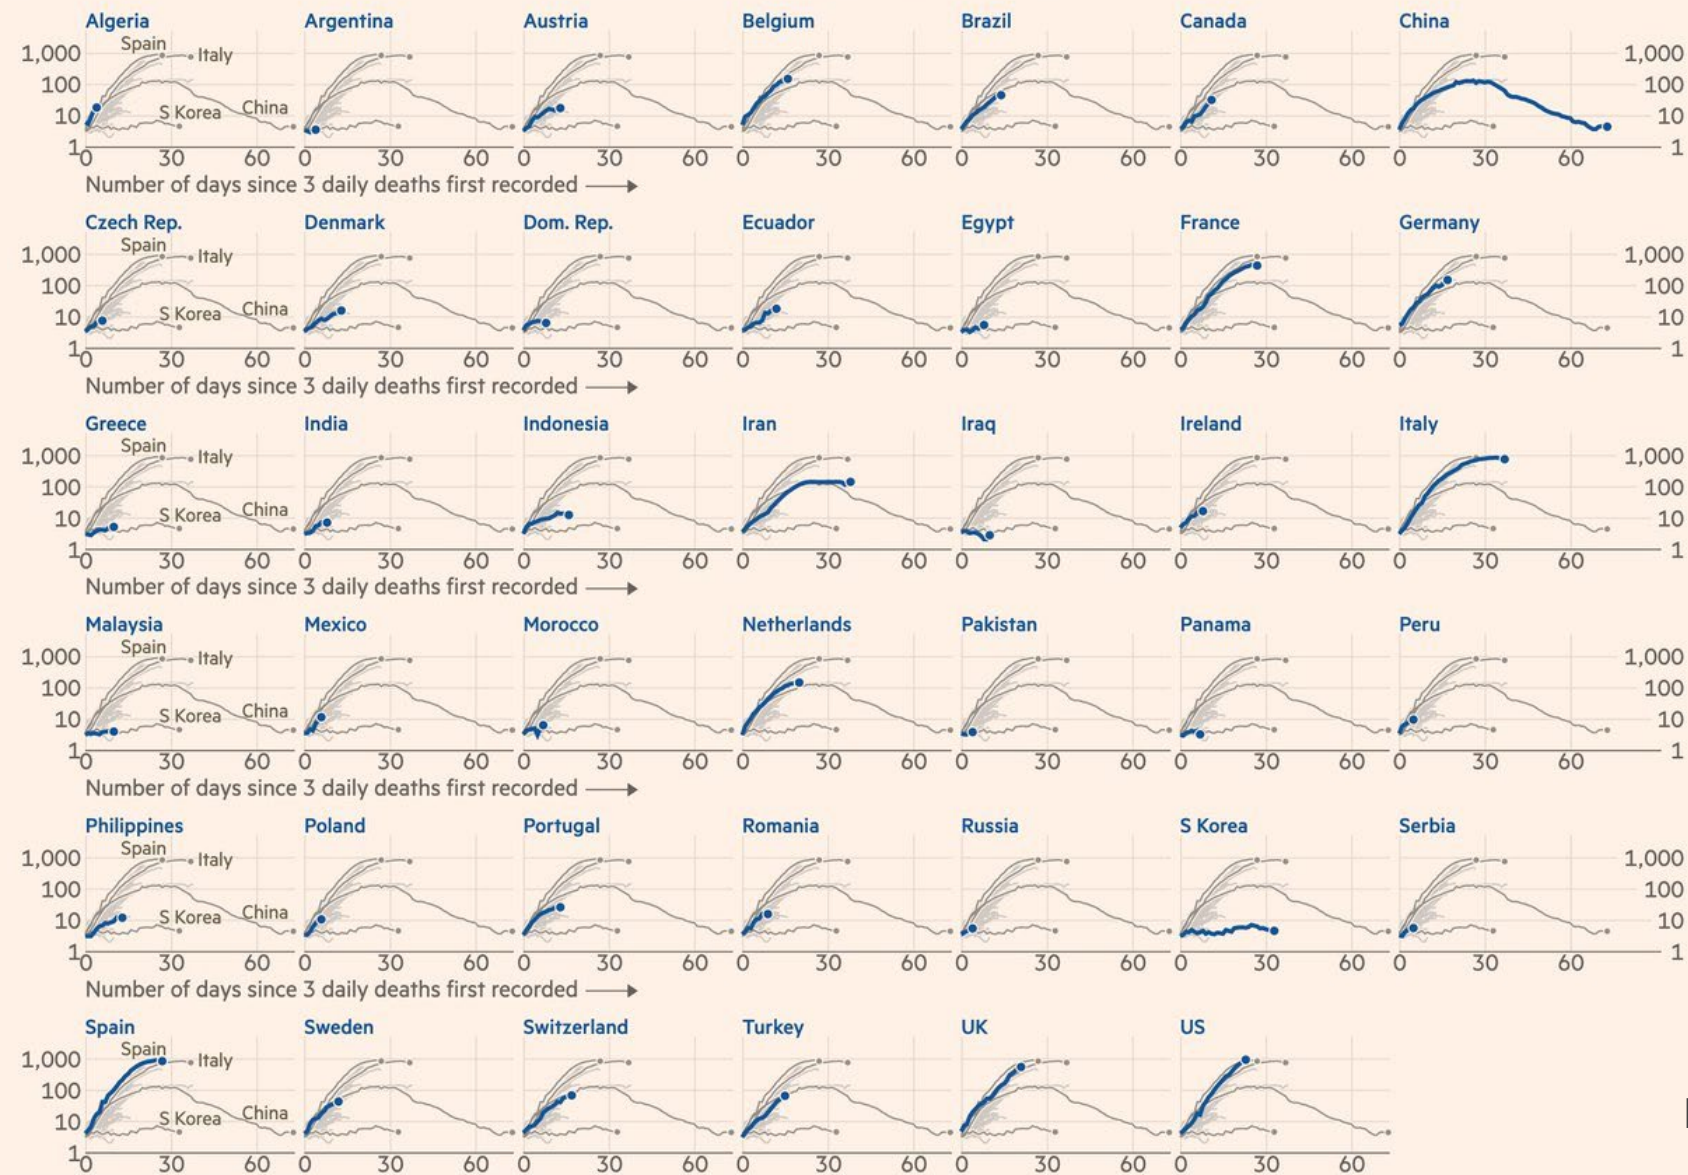 Algeria Argentina Austria Belgium Brazil Canada China
Spain
1,000 Italy 1,000
100 100
S Korea China
10 10
1 1
0 30 60 0 30 60 0 30 60 0 30 60 0 30 60 0 30 60 0 30 60
Number of days since 3 daily deaths first recorded
Czech Rep. Denmark Dom. Rep. Ecuador Egypt France Germany
Spain
1,000 Italy 1,000
100 100
S Korea China
10 10
1 1
0 30 60 0 30 60 0 30 60 0 30 60 0 30 60 0 30 60 0 30 60
Number of days since 3 daily deaths first recorded
Greece India Indonesia Iran Iraq Ireland Italy
Spain
1,000 Italy 1,000
100 100
S Korea China
10 10
1 1
0 30 60 0 30 60 0 30 60 0 30 60 0 30 60 0 30 60 0 30 60
Number of days since 3 daily deaths first recorded
Malaysia Mexico Morocco Netherlands Pakistan Panama Peru
Spain
1,000 Italy 1,000
100 100
S Korea China
10 10
1 1
0 30 60 0 30 60 0 30 60 0 30 60 0 30 60 0 30 60 0 30 60
Number of days since 3 daily deaths first recorded
Philippines Poland Portugal Romania Russia S Korea Serbia
Spain
1,000 Italy 1,000
100 100
S Korea China
10 10
1 1
0 30 60 0 30 60 0 30 60 0 30 60 0 30 60 0 30 60 0 30 60
Number of days since 3 daily deaths first recorded
Spain Sweden Switzerland Turkey UK US
Spain
1,000 Italy
100
S Korea China
10
1
0 30 60 0 30 60 0 30 60 0 30 60 0 30 60 0 30 60